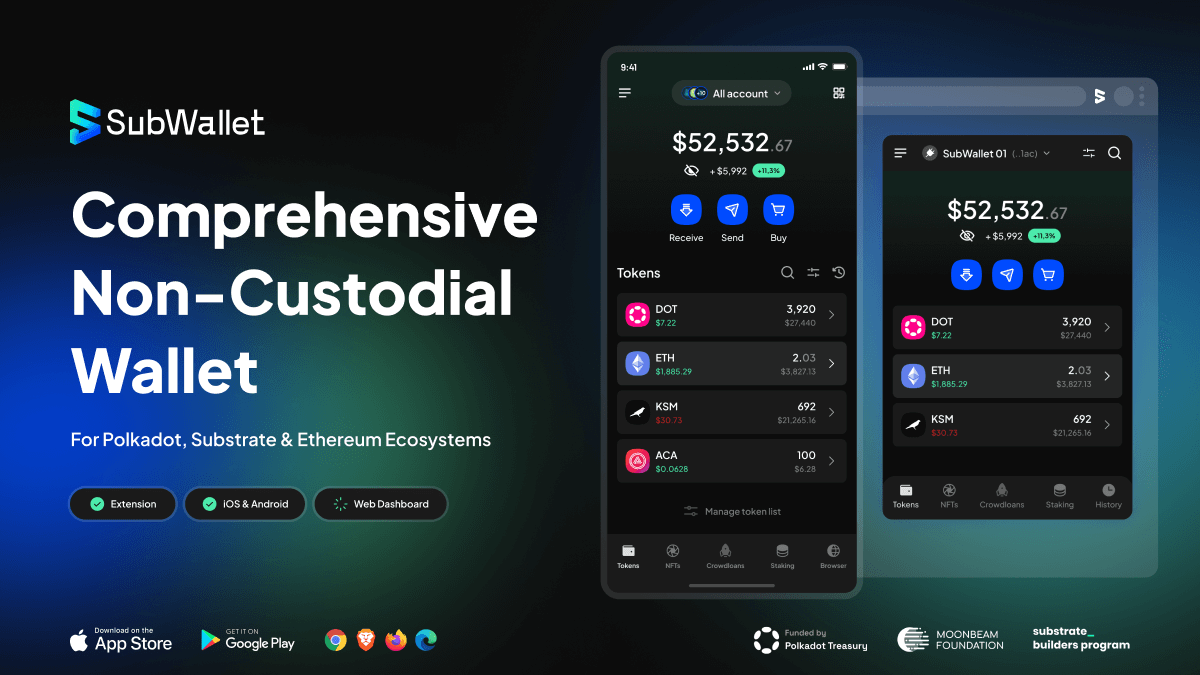 SubWallet
Comprehensive
Non-Custodial
Wallet
For Polkadot, Substrate & Ethereum Ecosystems
Extension
iOS & Android
Web Dashboard
Download on the
App Store
GET IT ON
Google Play
9:41
+10 All account
$52,532.67
+ $5,992 +11,3%
Receive Send Buy
Tokens
DOT 3,920
$7.22 $27,440
ETH 2.03
$1,885.29 $3,827.13
KSM 692
$30.73 $21,265.16
ACA 100
$0.0628 $6.28
Manage token list
Tokens NFTs Crowdloans Staking Browser
SubWallet 01 (..1ac)
$52,532.67
+ $5,992 +11,3%
DOT 3,920
$7.22 $27,440
ETH 2.03
$1,885.29 $3,827.13
KSM 692
$30.73 $21,265.16
Tokens NFTs Crowdloans Staking History
Funded by
Polkadot Treasury
MOONBEAM
FOUNDATION
substrate_
builders program